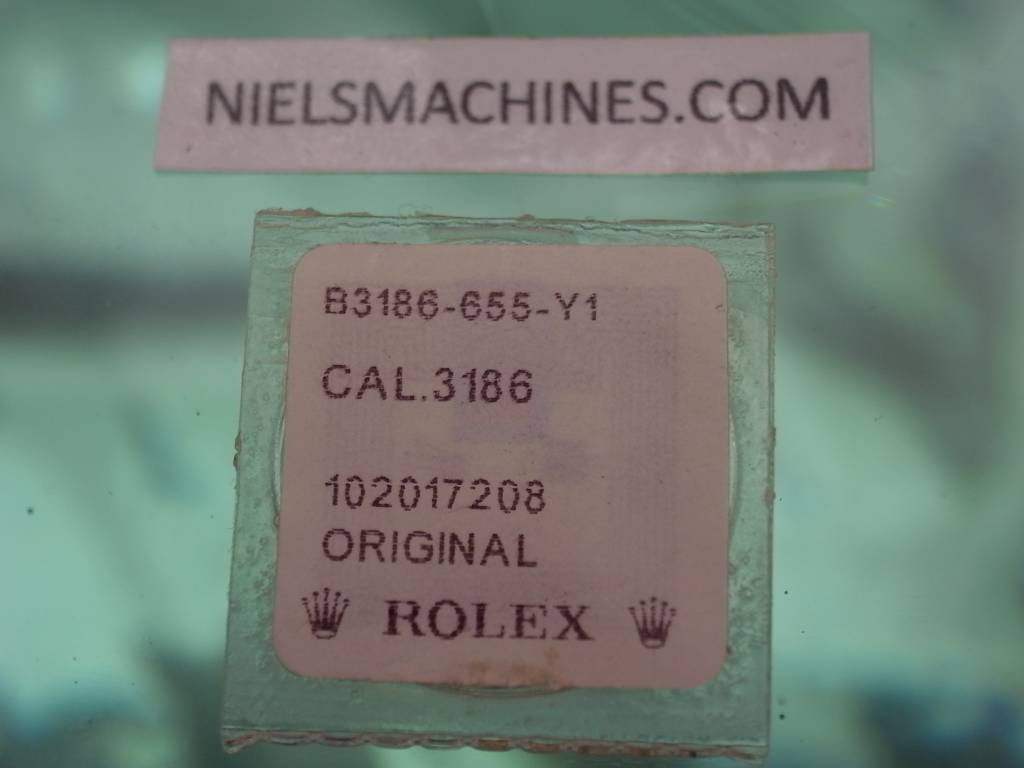 NIELSMACHINES.COM
B3186-655-Y1
CAL.3186
102017208
ORIGINAL
ROLEX